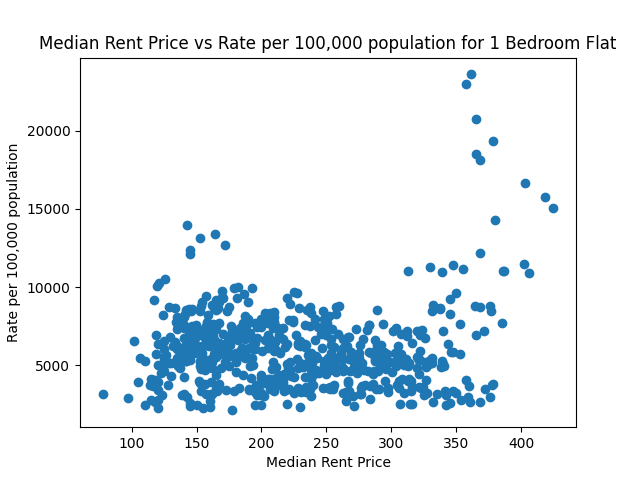 Median Rent Price vs Rate per 100,000 population for 1 Bedroom Flat
Rate per 100,000 population
20000
15000
10000
5000
100 150 200 250 300 350 400
Median Rent Price